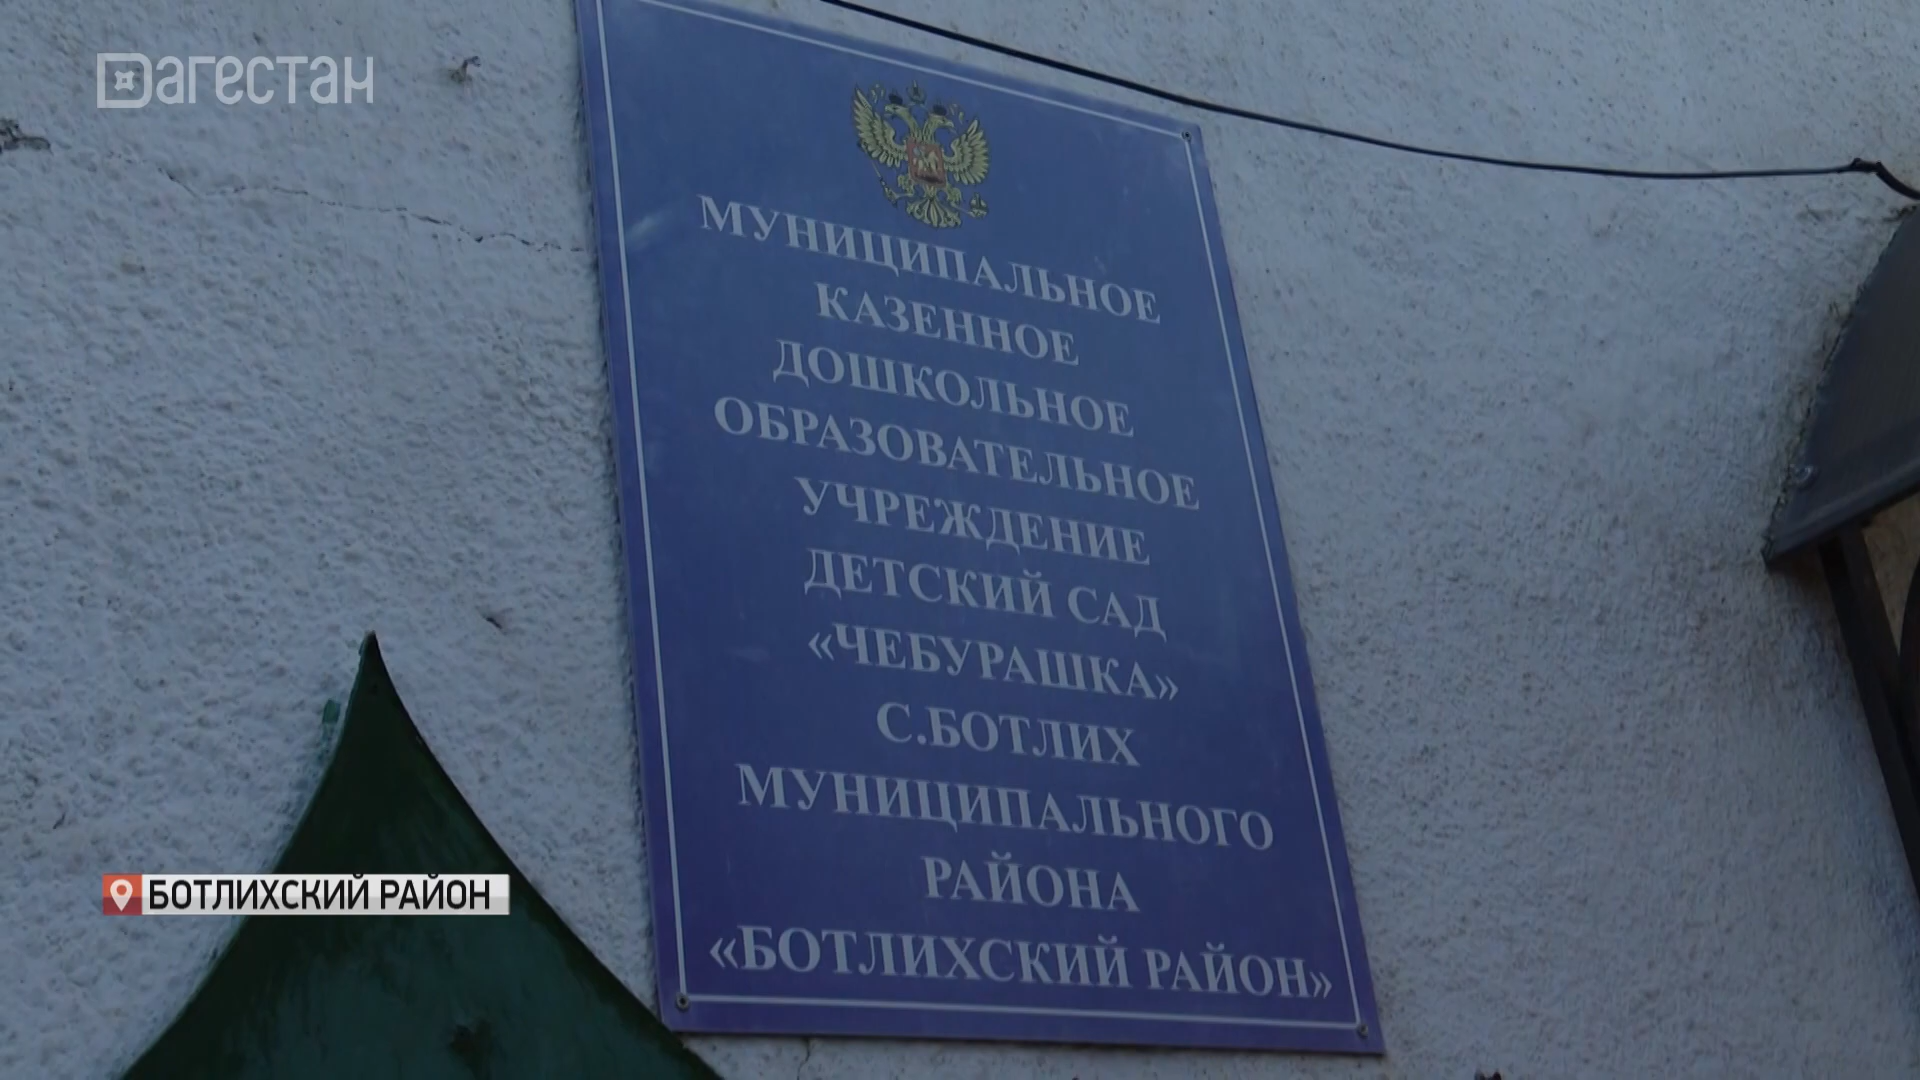 Дагестан
МУНИЦИПАЛЬНОЕ
КАЗЕННОЕ
ДОШКОЛЬНОЕ
ОБРАЗОВАТЕЛЬНОЕ
УЧРЕЖДЕНИЕ
ДЕТСКИЙ САД
«ЧЕБУРАШКА»
С.БОТЛИХ
МУНИЦИПАЛЬНОГО
РАЙОНА
«БОТЛИХСКИЙ РАЙОН»
БОТЛИХСКИЙ РАЙОН